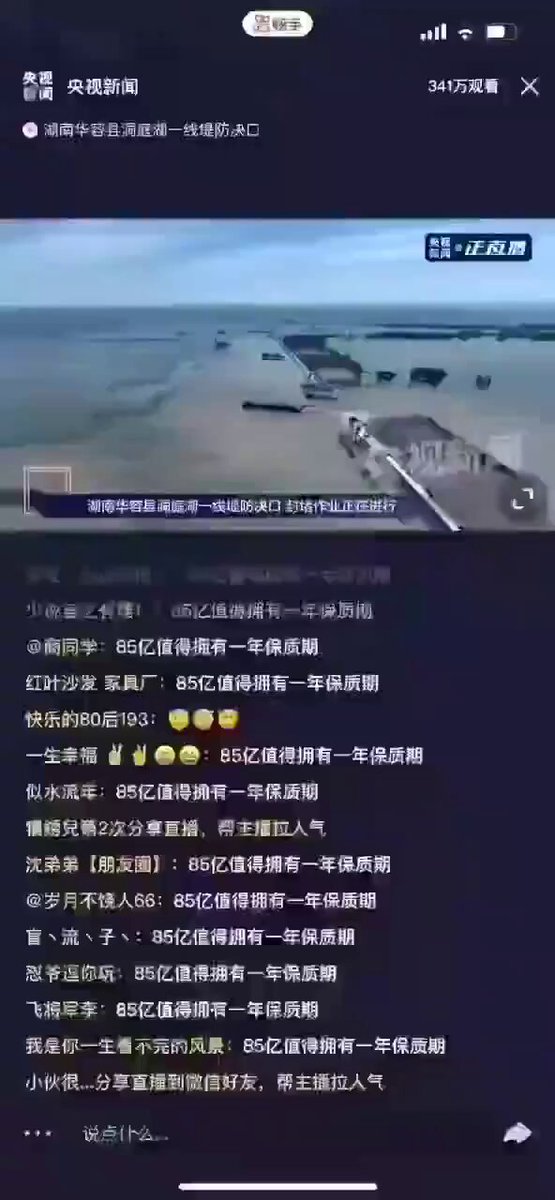 快手
央视新闻
央视新闻
341万观看
湖南华容县洞庭湖一线堤防决口
央视新闻
正直播
湖南华容县洞庭湖一线堤防决口 封堵作业正在进行
85亿值得拥有一年保质期
@商同学：85亿值得拥有一年保质期
红叶沙发 家具厂：85亿值得拥有一年保质期
快乐的80后193：😇😇😇
一生幸福✌✌😄😄：85亿值得拥有一年保质期
似水流年：85亿值得拥有一年保质期
第2次分享直播，帮主播拉人气
沈弟弟【朋友圈】：85亿值得拥有一年保质期
@岁月不饶人66：85亿值得拥有一年保质期
盲丶流丶子丶：85亿值得拥有一年保质期
怼爷逗你玩：85亿值得拥有一年保质期
飞将军李：85亿值得拥有一年保质期
我是你一生看不完的风景：85亿值得拥有一年保质期
小伙很...分享直播到微信好友，帮主播拉人气
说点什么...